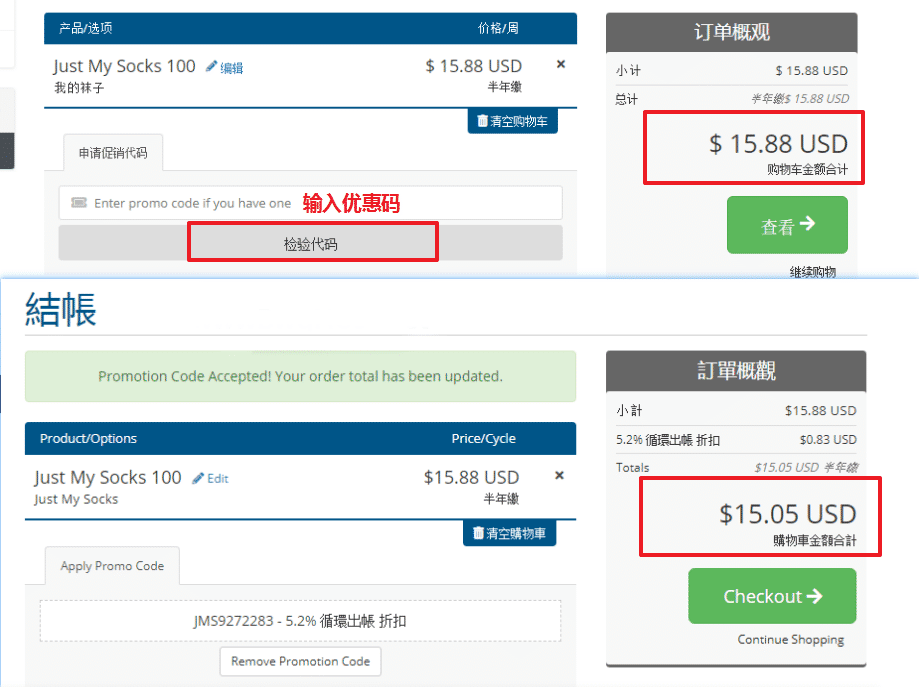 产品/选项 价格/周
Just My Socks 100 编辑 $ 15.88 USD
我的袜子 半年缴
清空购物车
申请促销代码
Enter promo code if you have one 输入优惠码
检验代码
订单概观
小计 $ 15.88 USD
总计 半年缴$ 15.88 USD
$ 15.88 USD
购物车金额合计
查看
继续购物
結帳
Promotion Code Accepted! Your order total has been updated.
Product/Options Price/Cycle
Just My Socks 100 Edit $15.88 USD
Just My Socks 半年繳
清空購物車
Apply Promo Code
JMS9272283 - 5.2% 循環出帳 折扣
Remove Promotion Code
訂單概觀
小計 $15.88 USD
5.2% 循環出帳 折扣 $0.83 USD
Totals $15.05 USD 半年繳
$15.05 USD
購物車金額合計
Checkout
Continue Shopping